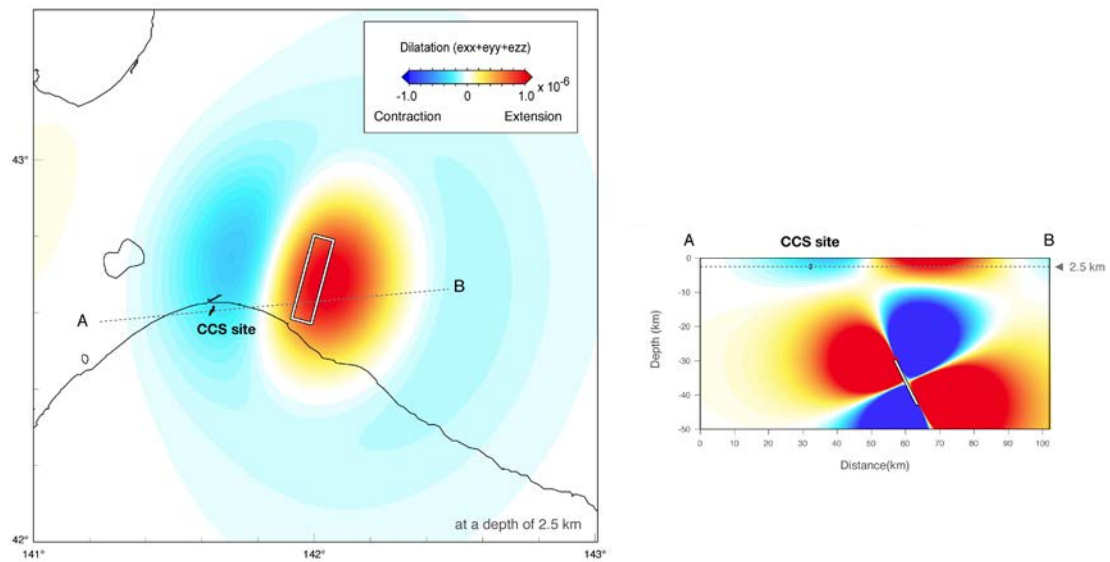 Dilatation (exx+eyy+ezz)
x 10-6
-1.0 0 1.0
Contraction Extension
43°
A
B
CCS site
at a depth of 2.5 km
42°
141° 142° 143°
A CCS site B
0
2.5 km
-10
-20
-30
-40
-50
Depth (km)
0 10 20 30 40 50 60 70 80 90 100
Distance(km)